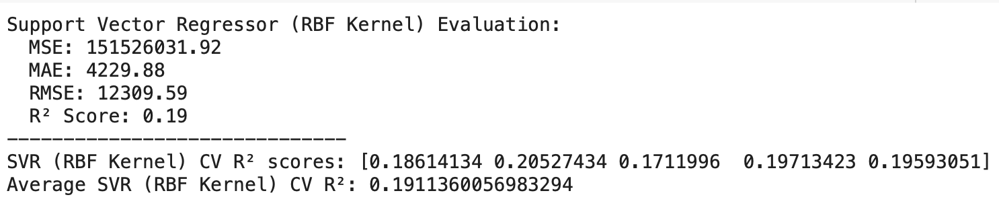 Support Vector Regressor (RBF Kernel) Evaluation:
  MSE: 151526031.92
  MAE: 4229.88
  RMSE: 12309.59
  R² Score: 0.19
------------------------------
SVR (RBF Kernel) CV R² scores: [0.18614134 0.20527434 0.1711996  0.19713423 0.19593051]
Average SVR (RBF Kernel) CV R²: 0.1911360056983294